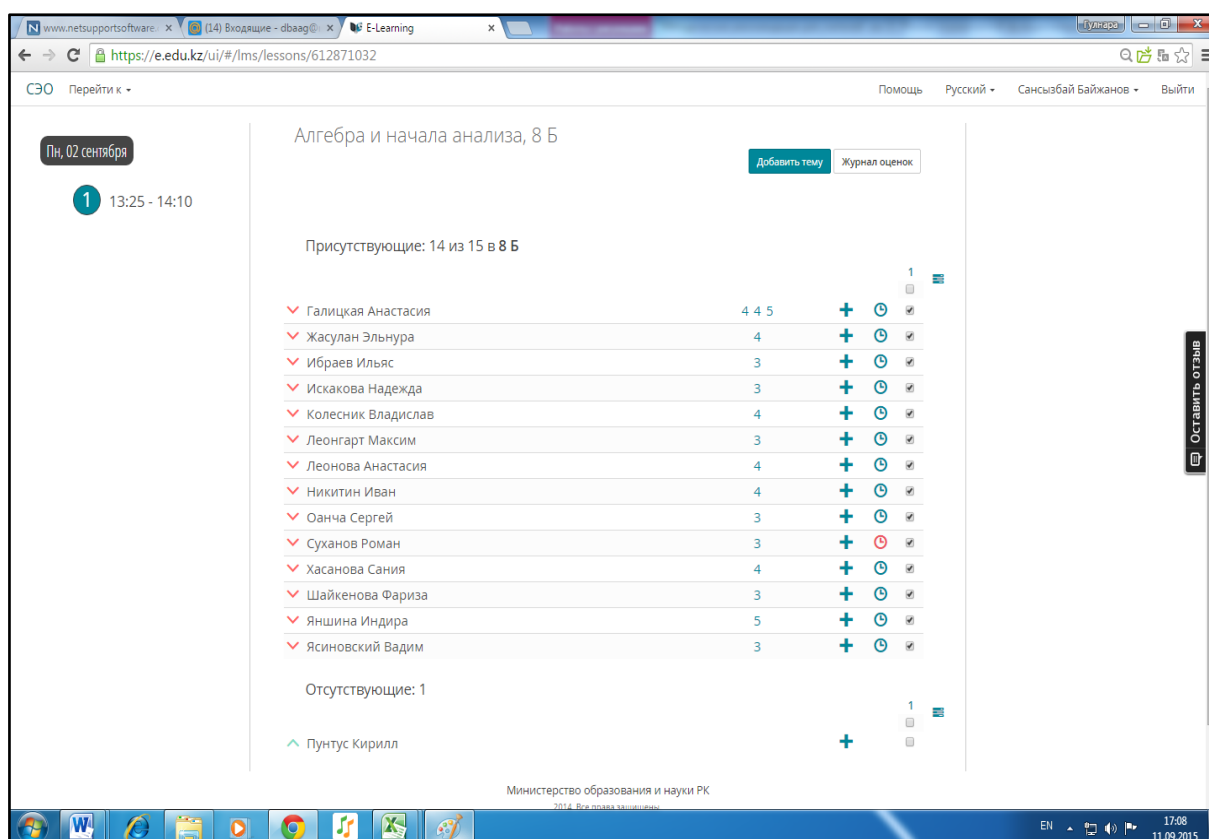 www.netsupportsoftware. (14) Входящие - dbaag@ E-Learning Гулнара
https://e.edu.kz/ui/#/lms/lessons/612871032
СЭО Перейти к Помощь Русский Сансызбай Байжанов Выйти
Алгебра и начала анализа, 8 Б
Пн, 02 сентября
Добавить тему Журнал оценок
1 13:25 - 14:10
Присутствующие: 14 из 15 в 8 Б
1
Галицкая Анастасия 4 4 5
Жасулан Эльнура 4
Ибраев Ильяс 3
Искакова Надежда 3
Колесник Владислав 4
Леонгарт Максим 3
Леонова Анастасия 4
Никитин Иван 4
Оанча Сергей 3
Суханов Роман 3
Хасанова Сания 4
Шайкенова Фариза 3
Яншина Индира 5
Ясиновский Вадим 3
Оставить отзыв
Отсутствующие: 1
1
Пунтус Кирилл
Министерство образования и науки РК
2014. Все права защищены
EN 17:08
11.09.2015